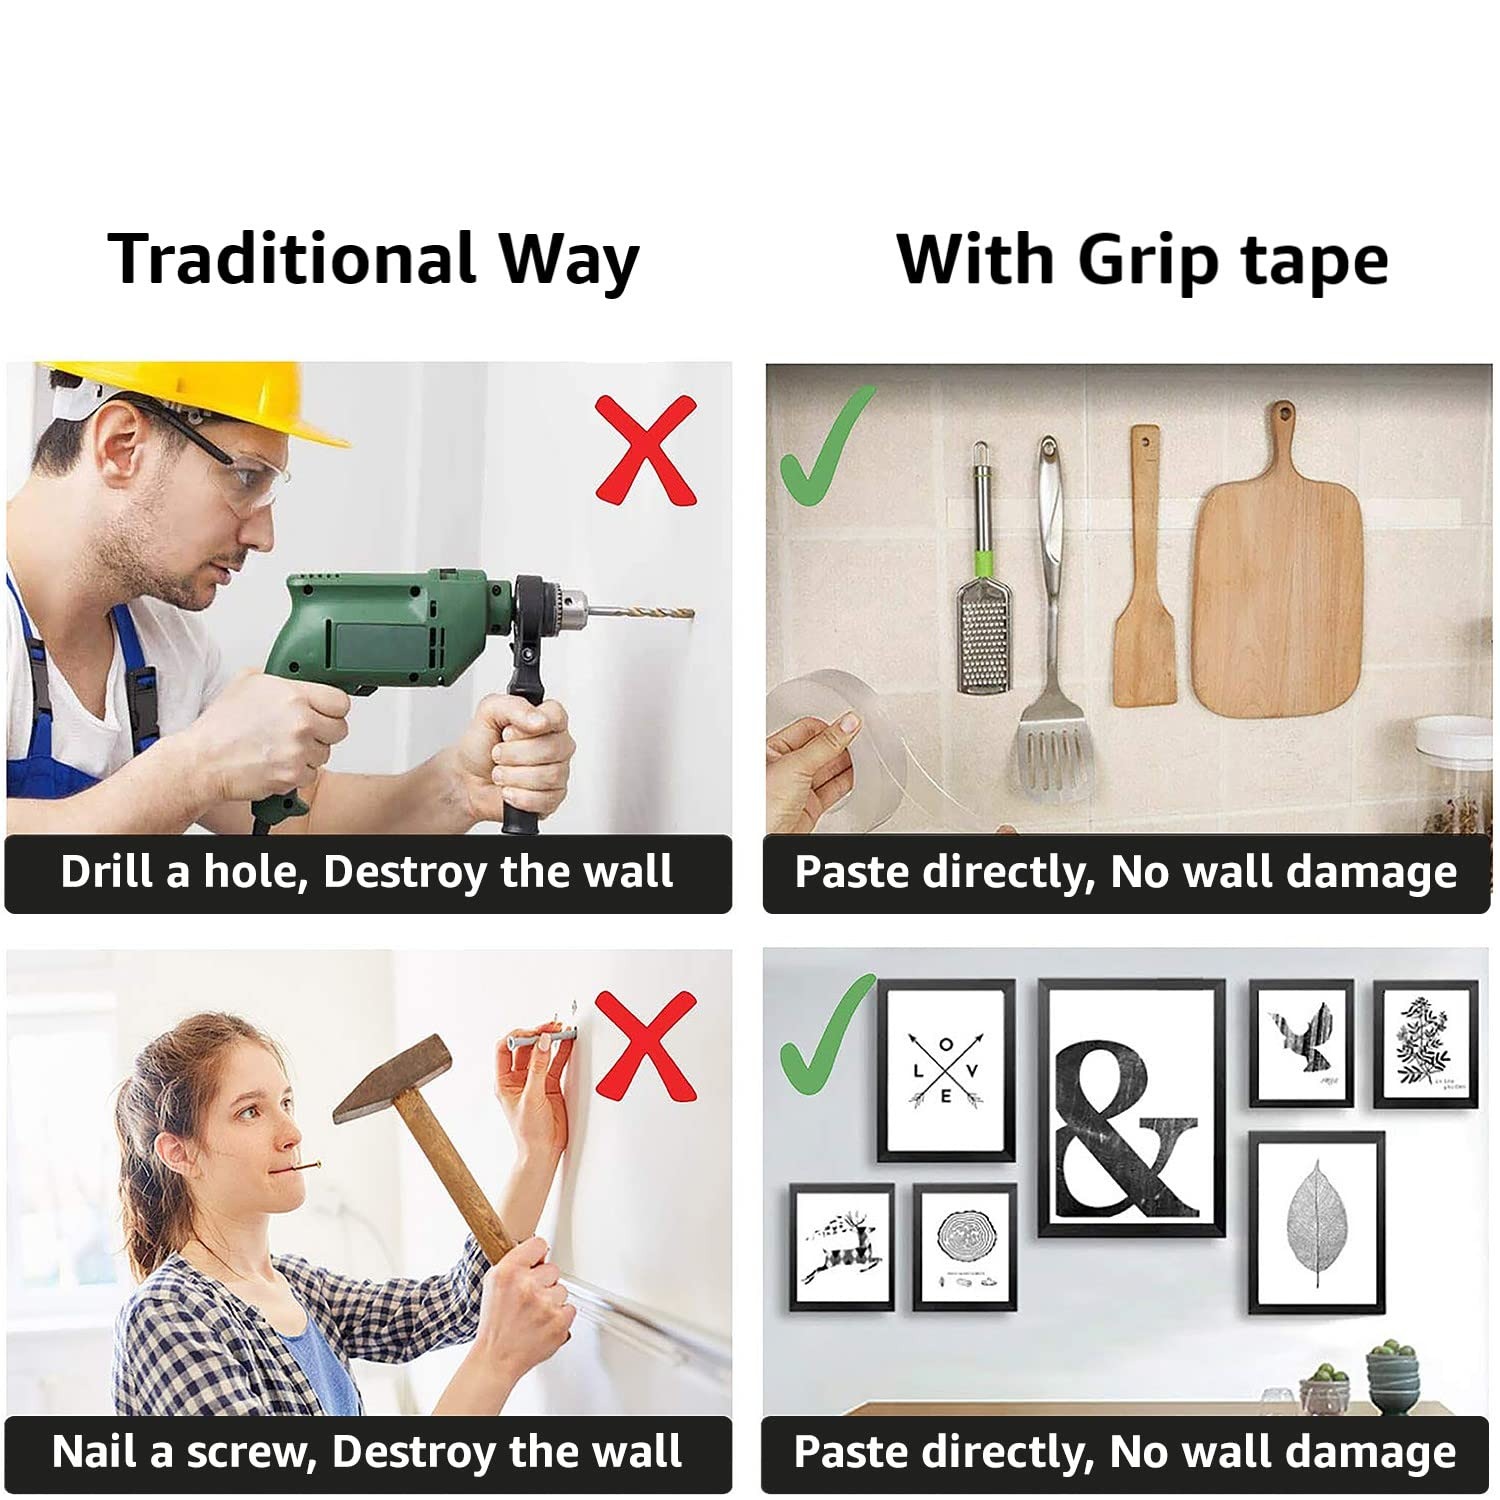 Traditional Way
With Grip tape
Drill a hole, Destroy the wall
Paste directly, No wall damage
L O V E
&
Nail a screw, Destroy the wall
Paste directly, No wall damage